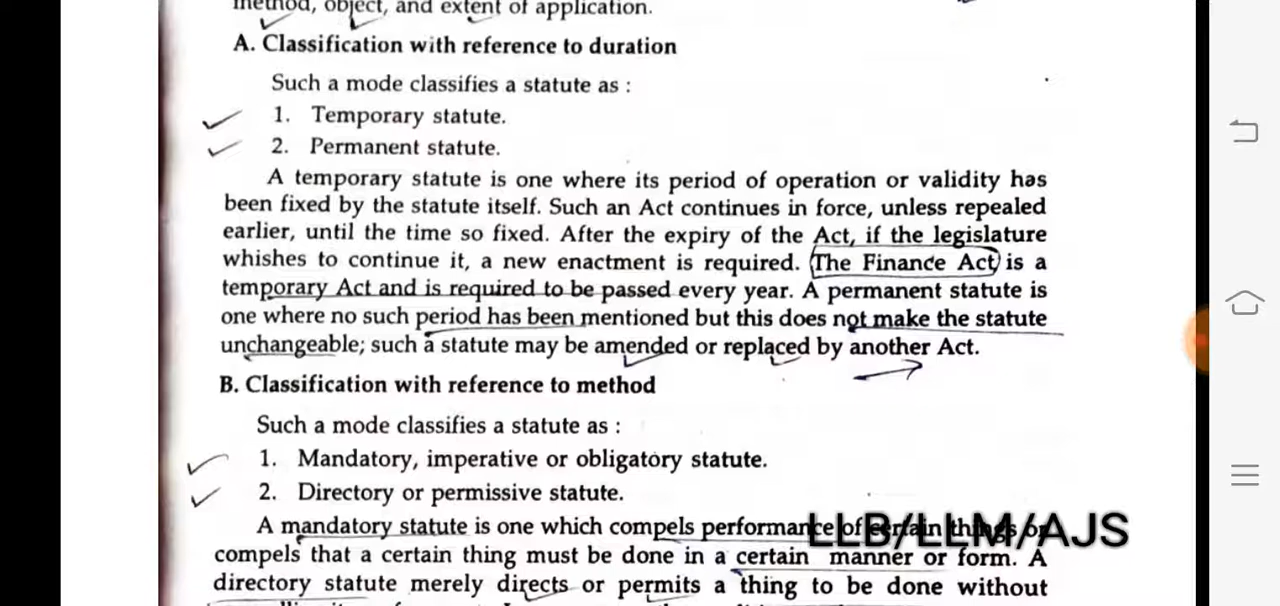 method, object, and extent of application.
A. Classification with reference to duration
Such a mode classifies a statute as :
1. Temporary statute.
2. Permanent statute.
A temporary statute is one where its period of operation or validity has
been fixed by the statute itself. Such an Act continues in force, unless repealed
earlier, until the time so fixed. After the expiry of the Act, if the legislature
whishes to continue it, a new enactment is required. The Finance Act is a
temporary Act and is required to be passed every year. A permanent statute is
one where no such period has been mentioned but this does not make the statute
unchangeable; such a statute may be amended or replaced by another Act.
B. Classification with reference to method
Such a mode classifies a statute as :
1. Mandatory, imperative or obligatory statute.
2. Directory or permissive statute.
A mandatory statute is one which compels performance of certain things or
LLB/LLM/AJS
compels that a certain thing must be done in a certain manner or form. A
directory statute merely directs or permits a thing to be done without